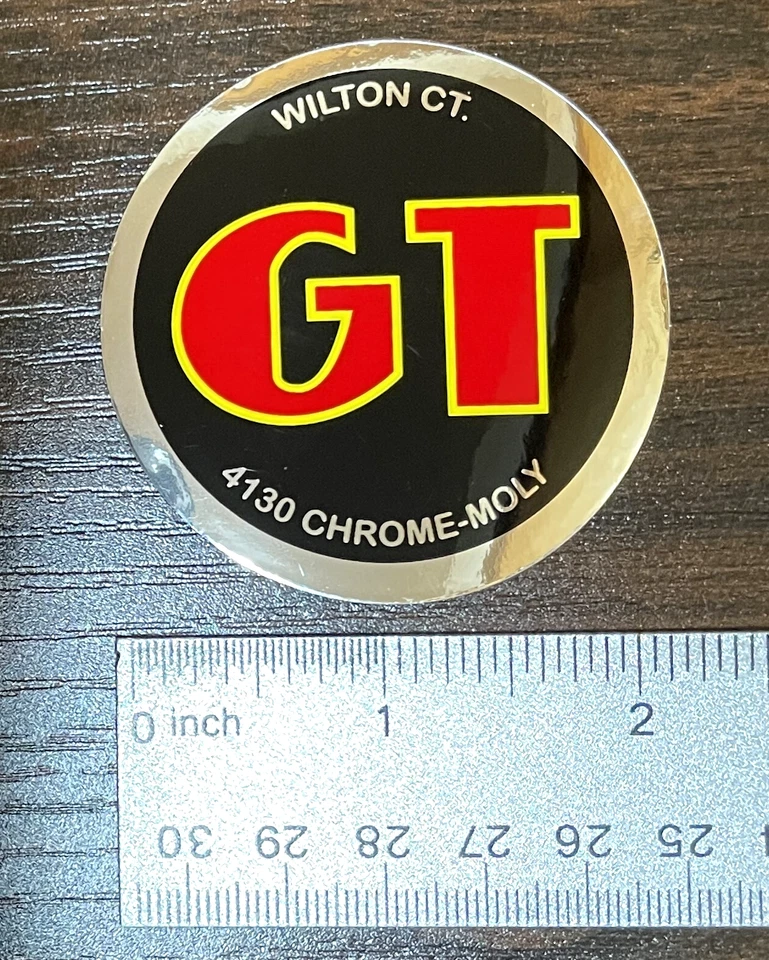 WILTON CT.
GT
4130 CHROME-MOLY
0 inch 1 2
30 29 28 27 26 25